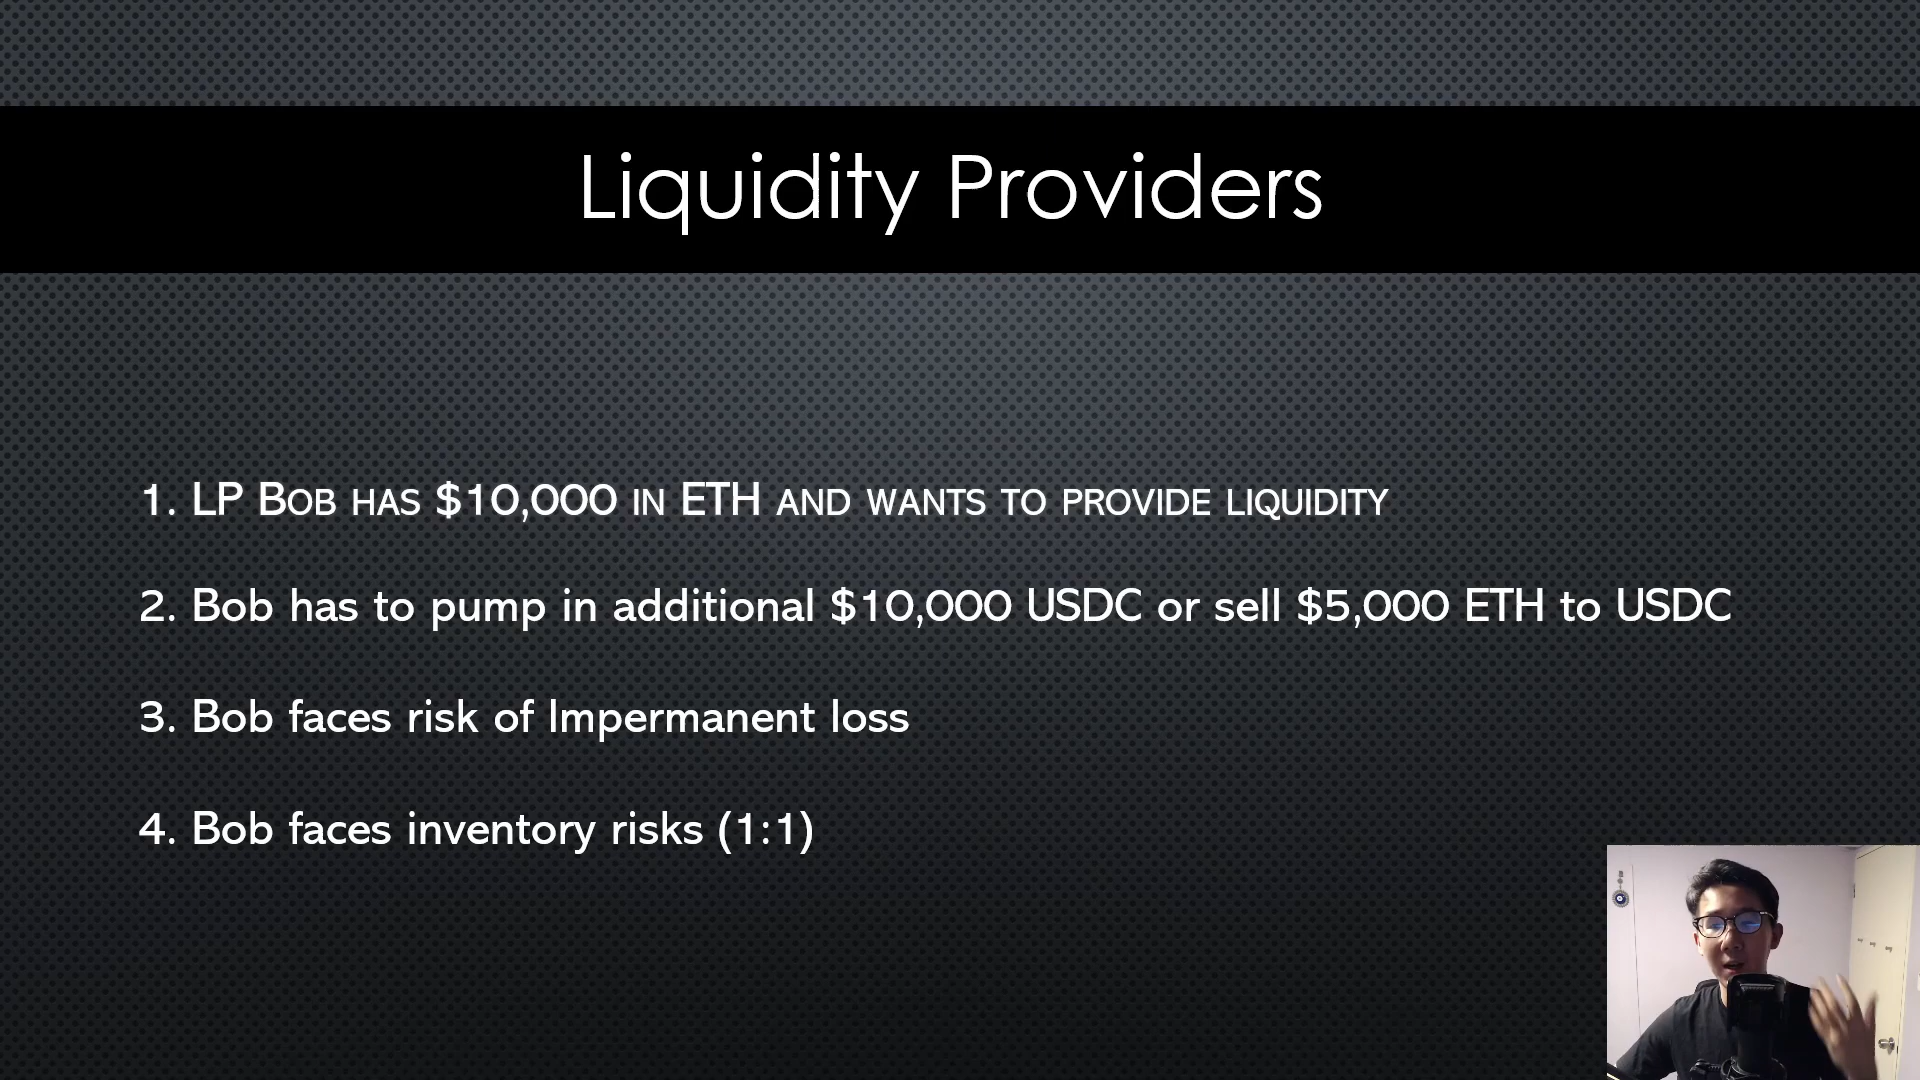 Liquidity Providers
1. LP Bob has $10,000 in ETH and wants to provide liquidity
2. Bob has to pump in additional $10,000 USDC or sell $5,000 ETH to USDC
3. Bob faces risk of Impermanent loss
4. Bob faces inventory risks (1:1)